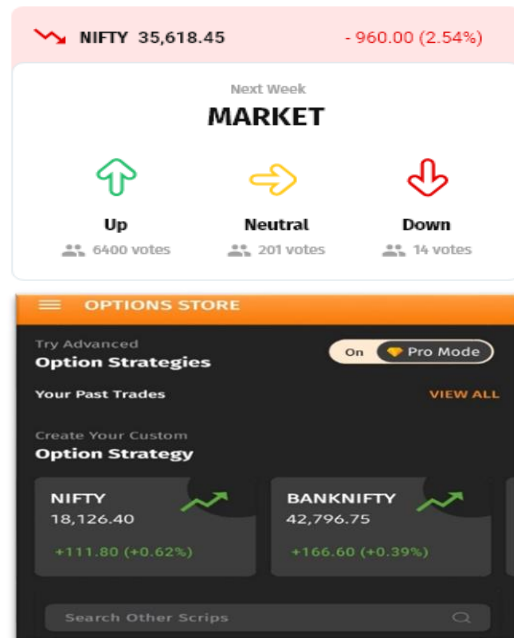 NIFTY 35,618.45 - 960.00 (2.54%)
Next Week
MARKET
Up Neutral Down
6400 votes 201 votes 14 votes
OPTIONS STORE
Try Advanced
Option Strategies
On Pro Mode
Your Past Trades VIEW ALL
Create Your Custom
Option Strategy
NIFTY BANKNIFTY
18,126.40 42,796.75
+111.80 (+0.62%) +166.60 (+0.39%)
Search Other Scrips